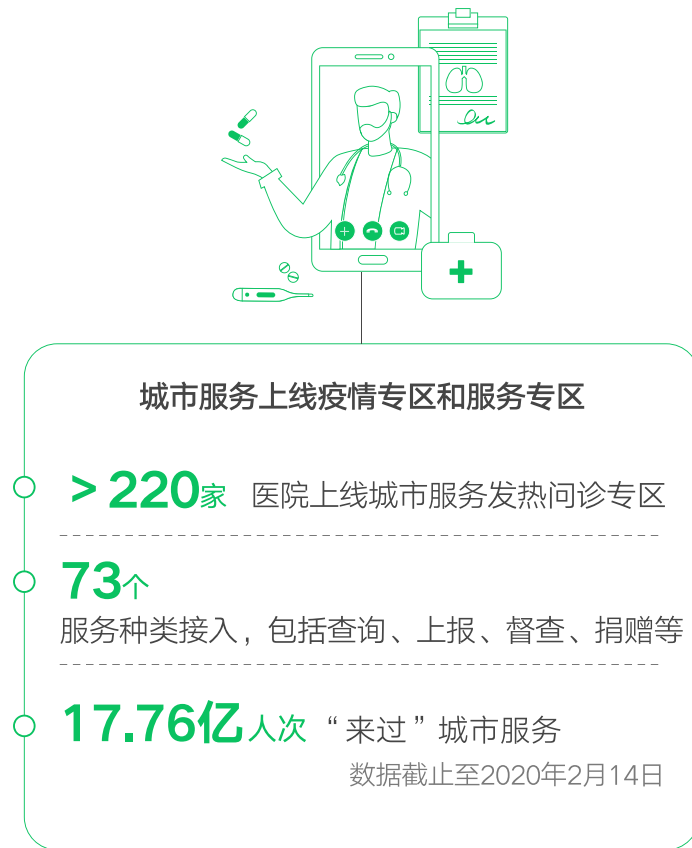 城市服务上线疫情专区和服务专区
> 220家 医院上线城市服务发热问诊专区
73个
服务种类接入，包括查询、上报、督查、捐赠等
17.76亿人次 “来过”城市服务
数据截止至2020年2月14日